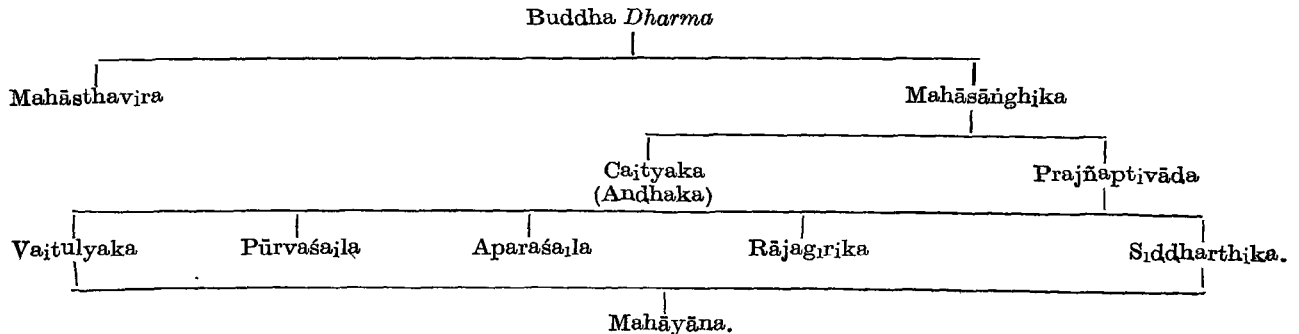 Buddha Dharma
Mahāsthavira Mahāsāṅghika
Caityaka Prajñaptivāda
(Andhaka)
Vaitulyaka Pūrvaśaila Aparaśaila Rājagirika Siddharthika.
Mahāyāna.